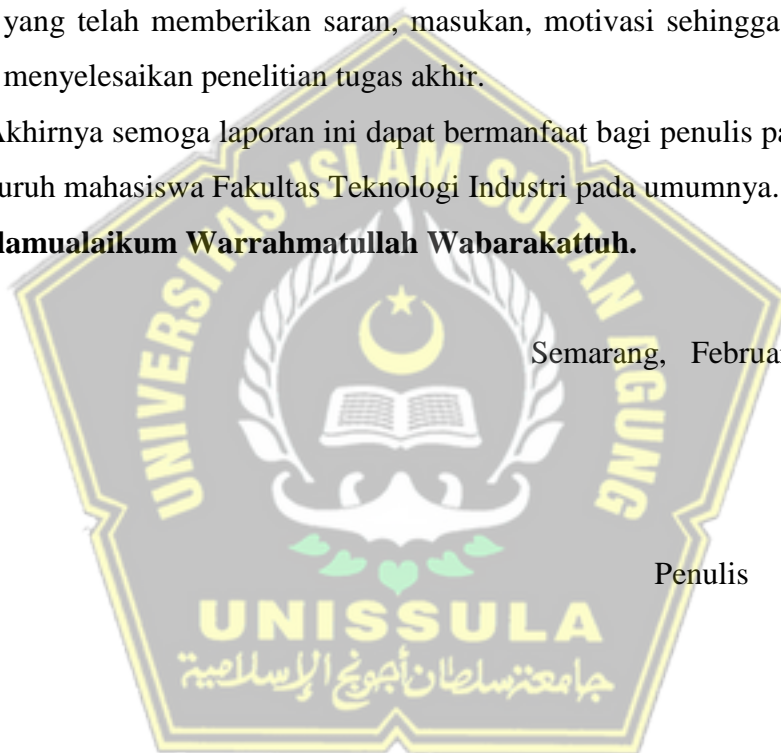 yang telah memberikan saran, masukan, motivasi sehingga
menyelesaikan penelitian tugas akhir.
Akhirnya semoga laporan ini dapat bermanfaat bagi penulis
uruh mahasiswa Fakultas Teknologi Industri pada umumnya.
lamualaikum Warrahmatullah Wabarakattuh.
UNIVERSITAS ISLAM SULTAN AGUNG
Semarang, Februa
Penulis
UNISSULA
جامعة سلطان أجونج الإسلامية